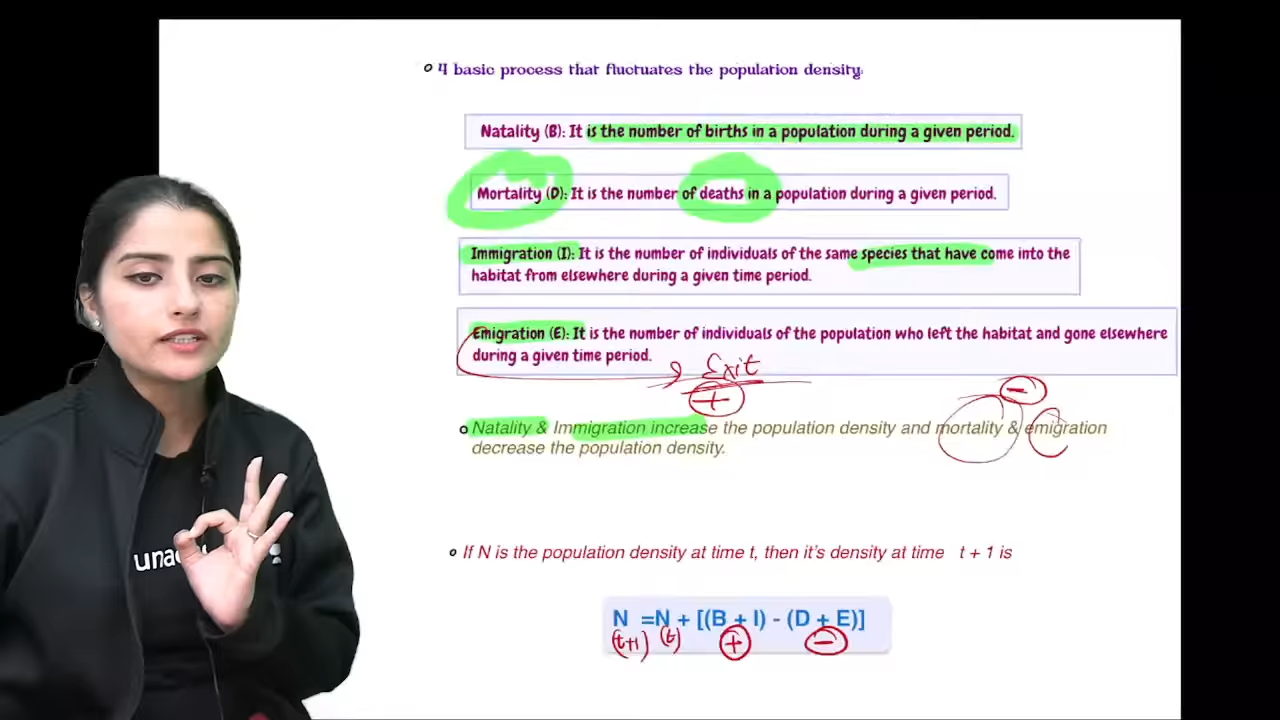 4 basic process that fluctuates the population density:
Natality (B): It is the number of births in a population during a given period.
Mortality (D): It is the number of deaths in a population during a given period.
Immigration (I): It is the number of individuals of the same species that have come into the
habitat from elsewhere during a given time period.
Emigration (E): It is the number of individuals of the population who left the habitat and gone elsewhere
during a given time period.
Exit
+
-
Natality & Immigration increase the population density and mortality & emigration
decrease the population density.
If N is the population density at time t, then it's density at time t + 1 is
N =N + [(B + I) - (D + E)]
(t+1) (t) + -